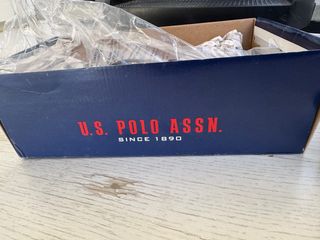 U.S. POLO ASSN.
SINCE 1890